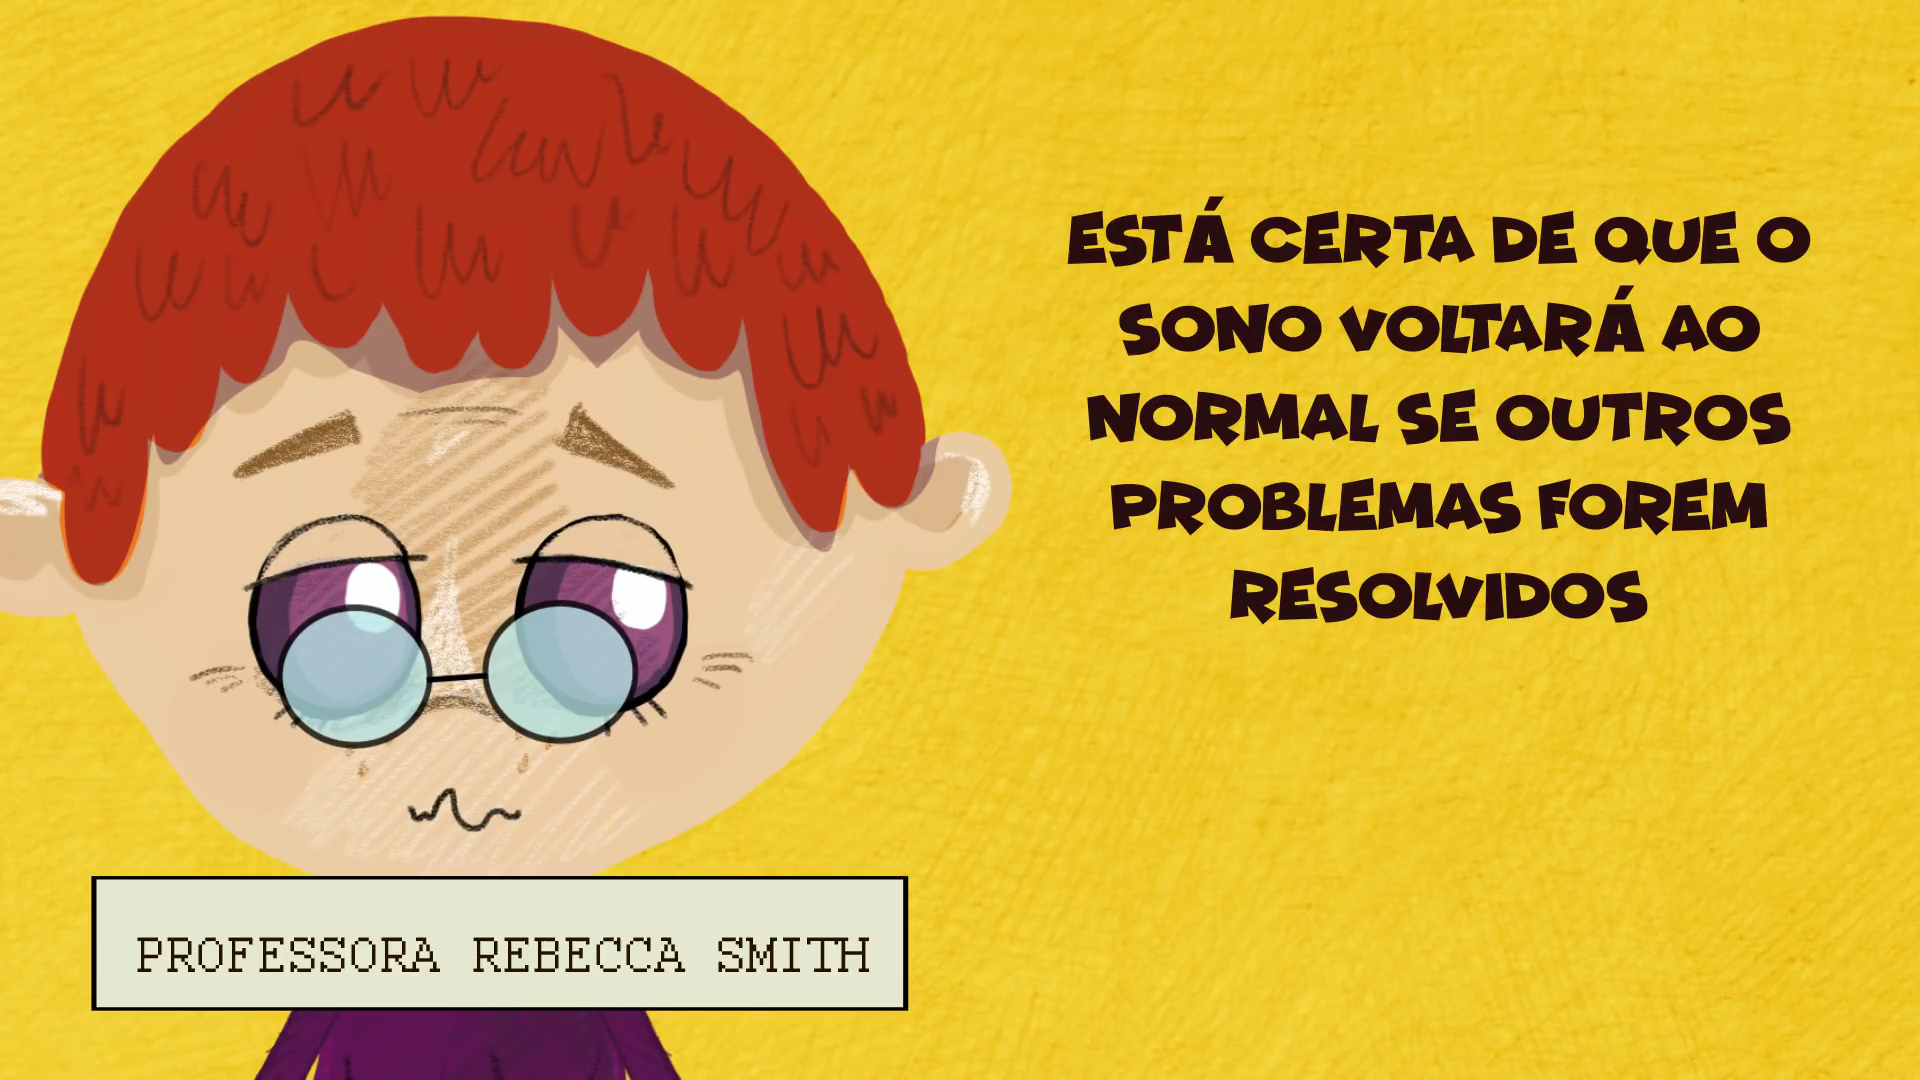 ESTÁ CERTA DE QUE O
SONO VOLTARÁ AO
NORMAL SE OUTROS
PROBLEMAS FOREM
RESOLVIDOS
PROFESSORA REBECCA SMITH